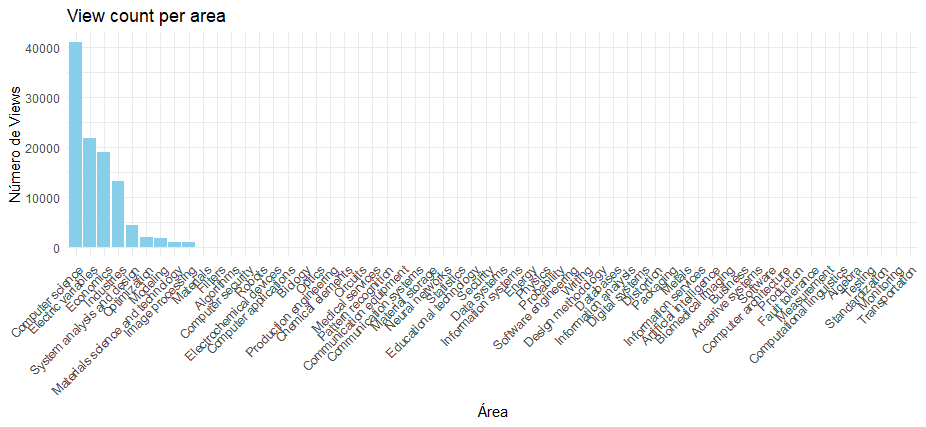 View count per area
Número de Views
40000
30000
20000
10000
0
Computer science
Electric variables
Economics
Industries
System analysis and design
Optimization
Modeling
Materials science and technology
Image processing
Materials
Filters
Algorithms
Computer security
Robots
Electrochemical devices
Computer applications
Biology
Optics
Production engineering
Chemical elements
Circuits
Medical services
Pattern recognition
Communication equipment
Communication systems
Material storage
Neural networks
Statistics
Educational technology
Security
Data systems
Information systems
Energy
Physics
Probability
Software engineering
Writing
Design methodology
Databases
Information analysis
Digital systems
Distortion
Packaging
Metals
Information services
Artificial intelligence
Biomedical imaging
Business
Adaptive systems
Software
Computer architecture
Production
Fault tolerance
Measurement
Computational linguistics
Algebra
Testing
Standardization
Monitoring
Transportation
Área